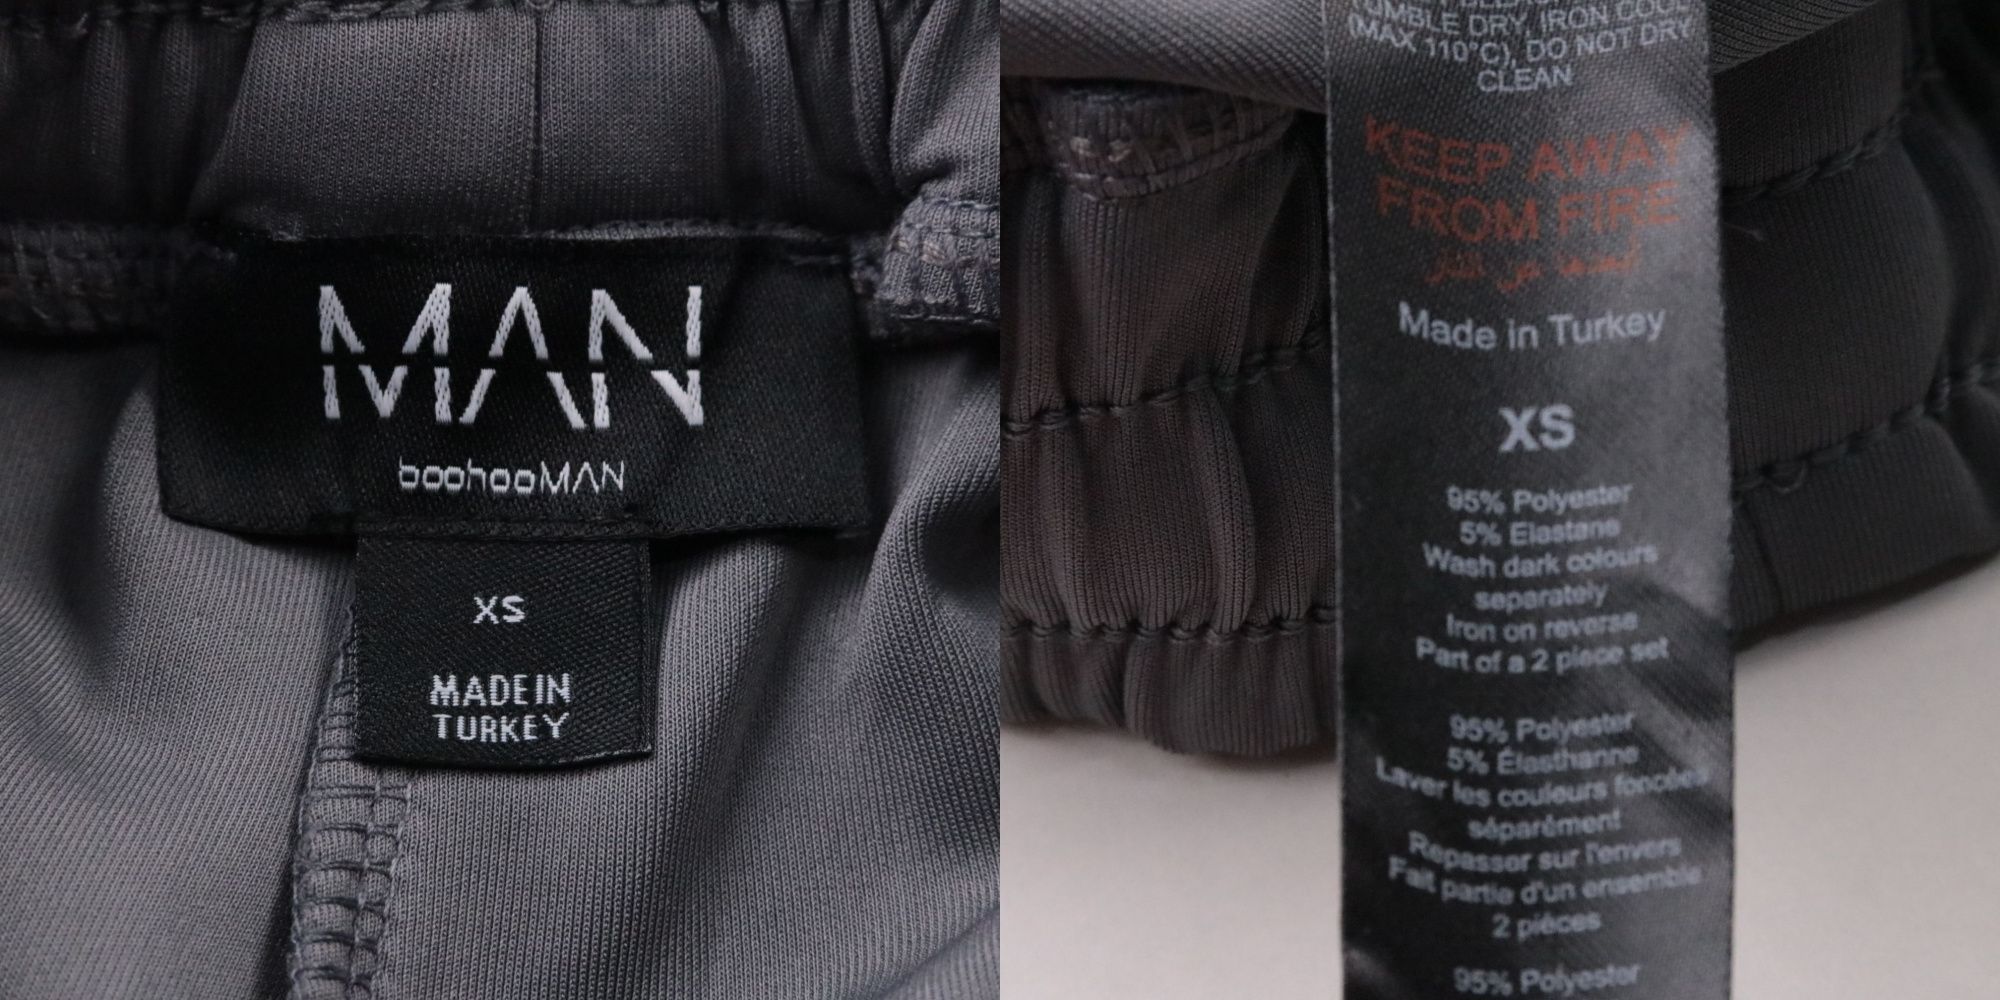 MAN
boohooMAN
XS
MADE IN
TURKEY
TUMBLE DRY, IRON COOL
(MAX 110°C), DO NOT DRY
CLEAN
KEEP AWAY
FROM FIRE
Made in Turkey
XS
95% Polyester
5% Elastane
Wash dark colours
separately
Iron on reverse
Part of a 2 piece set
95% Polyester
5% Élasthanne
Laver les couleurs foncées
séparément
Repasser sur l'envers
Fait partie d'un ensemble
2 pièces
95% Polyester